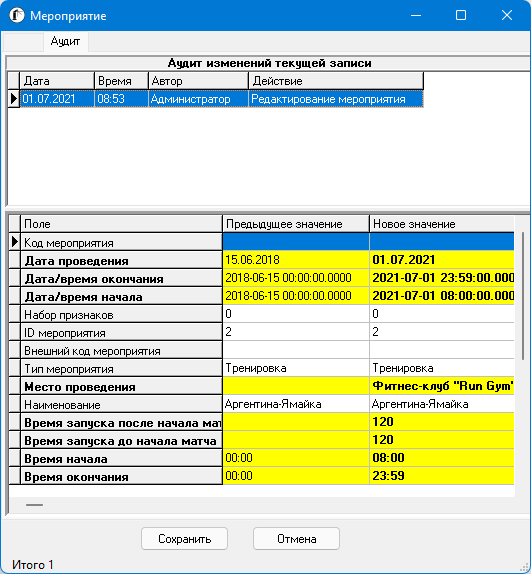 Мероприятие
Аудит
Аудит изменений текущей записи
Дата Время Автор Действие
01.07.2021 08:53 Администратор Редактирование мероприятия
Поле Предыдущее значение Новое значение
Код мероприятия
Дата проведения 15.06.2018 01.07.2021
Дата/время окончания 2018-06-15 00:00:00.0000 2021-07-01 23:59:00.000
Дата/время начала 2018-06-15 00:00:00.0000 2021-07-01 08:00:00.000
Набор признаков 0 0
ID мероприятия 2 2
Внешний код мероприятия
Тип мероприятия Тренировка Тренировка
Место проведения Фитнес-клуб "Run Gym"
Наименование Аргентина-Ямайка Аргентина-Ямайка
Время запуска после начала мат 120
Время запуска до начала матча 120
Время начала 00:00 08:00
Время окончания 00:00 23:59
Сохранить Отмена
Итого 1